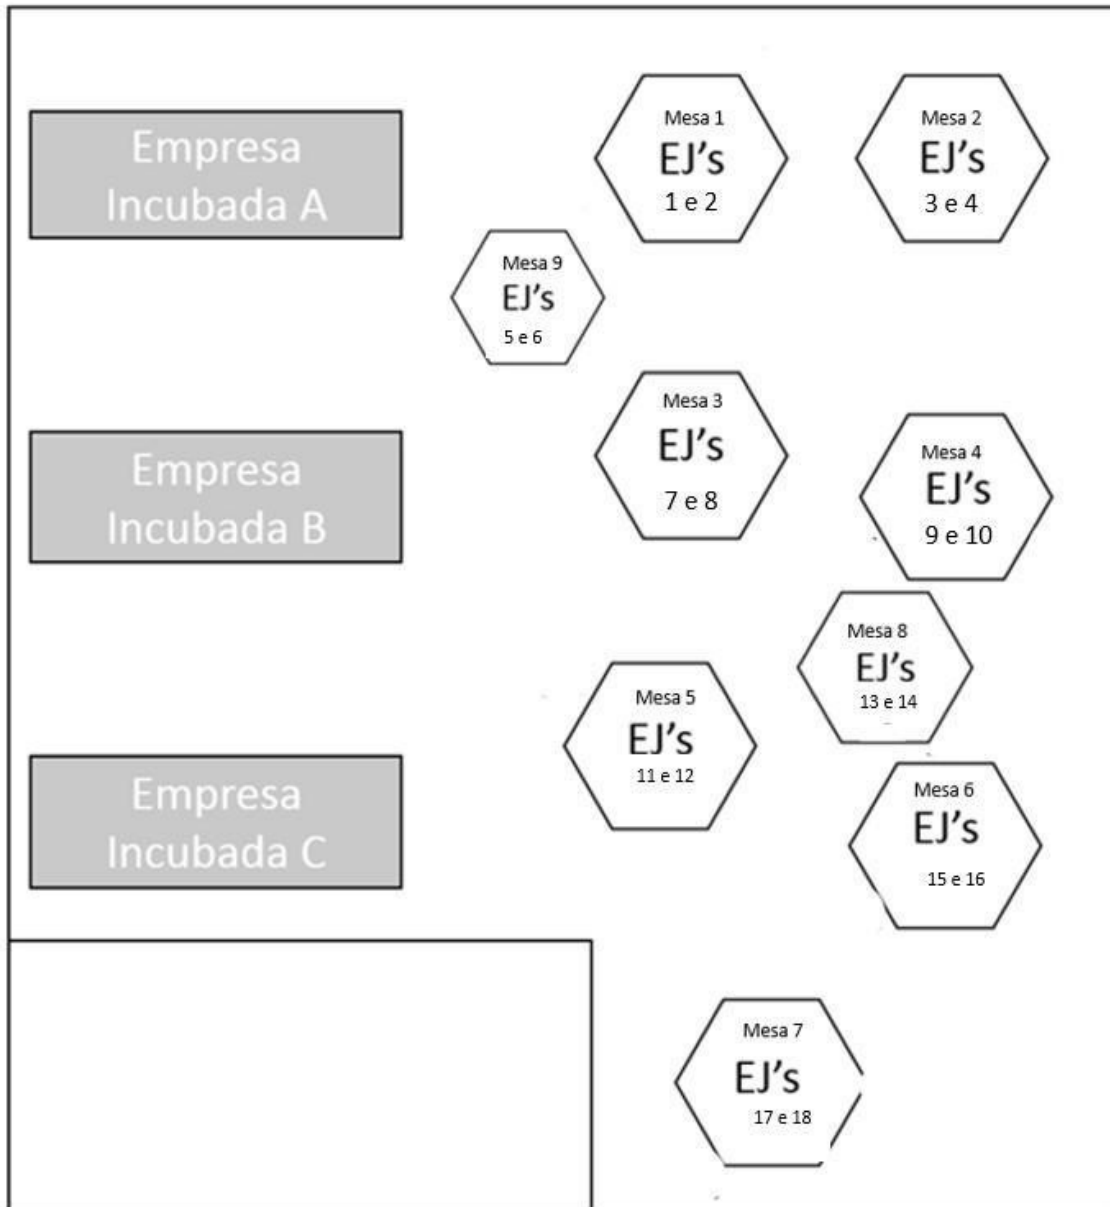 Mesa 1
EJ's
1 e 2
Mesa 2
EJ's
3 e 4
Empresa
Incubada A
Mesa 9
EJ's
5 e 6
Mesa 3
EJ's
7 e 8
Mesa 4
EJ's
9 e 10
Empresa
Incubada B
Mesa 8
EJ's
13 e 14
Mesa 5
EJ's
11 e 12
Empresa
Incubada C
Mesa 6
EJ's
15 e 16
Mesa 7
EJ's
17 e 18